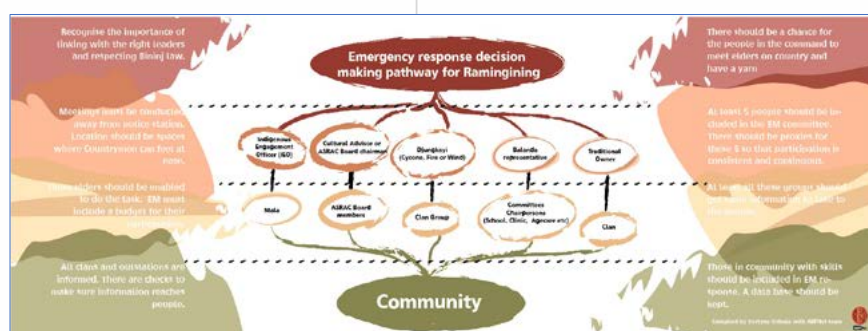 Recognise the importance of
linking with the right leaders
and respecting Bininj law.
Emergency response decision
making pathway for Ramingining
There should be a chance for
the people in the command to
meet elders on country and
have a yarn
Meetings must be conducted
away from
Location should be spaces
where Countrymen can feel at
ease.
Indigenous
Engagement
Officer (IEO)
Cultural Advisor or
ASRAC Board chairman
Djungkayi
(Cyclone, Fire or Wind)
Balanda
representative
Traditional
Owner
At least 5 people should be in-
cluded in the EM committee.
There should be proxies for
these 5 so that participation is
consistent and continuous.
elders should be enabled
to do the task. EM must
include a budget for their
Mala
ASRAC Board
members
Clan Group
Committees
Chairpersons
(School, Clinic, etc)
Clan
At least all these groups should
All clans and outstations are
informed. There are checks to
make sure information reaches
people.
Community
Those in community with skills
should be included in EM re-
sponse. A data base should be
kept.